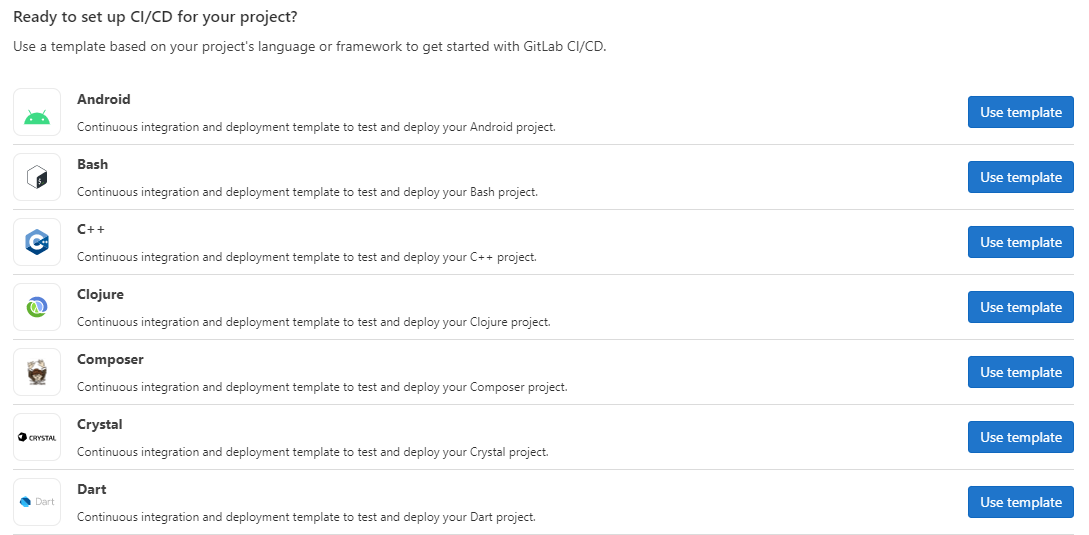 Ready to set up CI/CD for your project?
Use a template based on your project's language or framework to get started with GitLab CI/CD.
Android
Continuous integration and deployment template to test and deploy your Android project.
Use template
Bash
Continuous integration and deployment template to test and deploy your Bash project.
Use template
C++
Continuous integration and deployment template to test and deploy your C++ project.
Use template
Clojure
Continuous integration and deployment template to test and deploy your Clojure project.
Use template
Composer
Continuous integration and deployment template to test and deploy your Composer project.
Use template
CRYSTAL
Crystal
Continuous integration and deployment template to test and deploy your Crystal project.
Use template
Dart
Dart
Continuous integration and deployment template to test and deploy your Dart project.
Use template